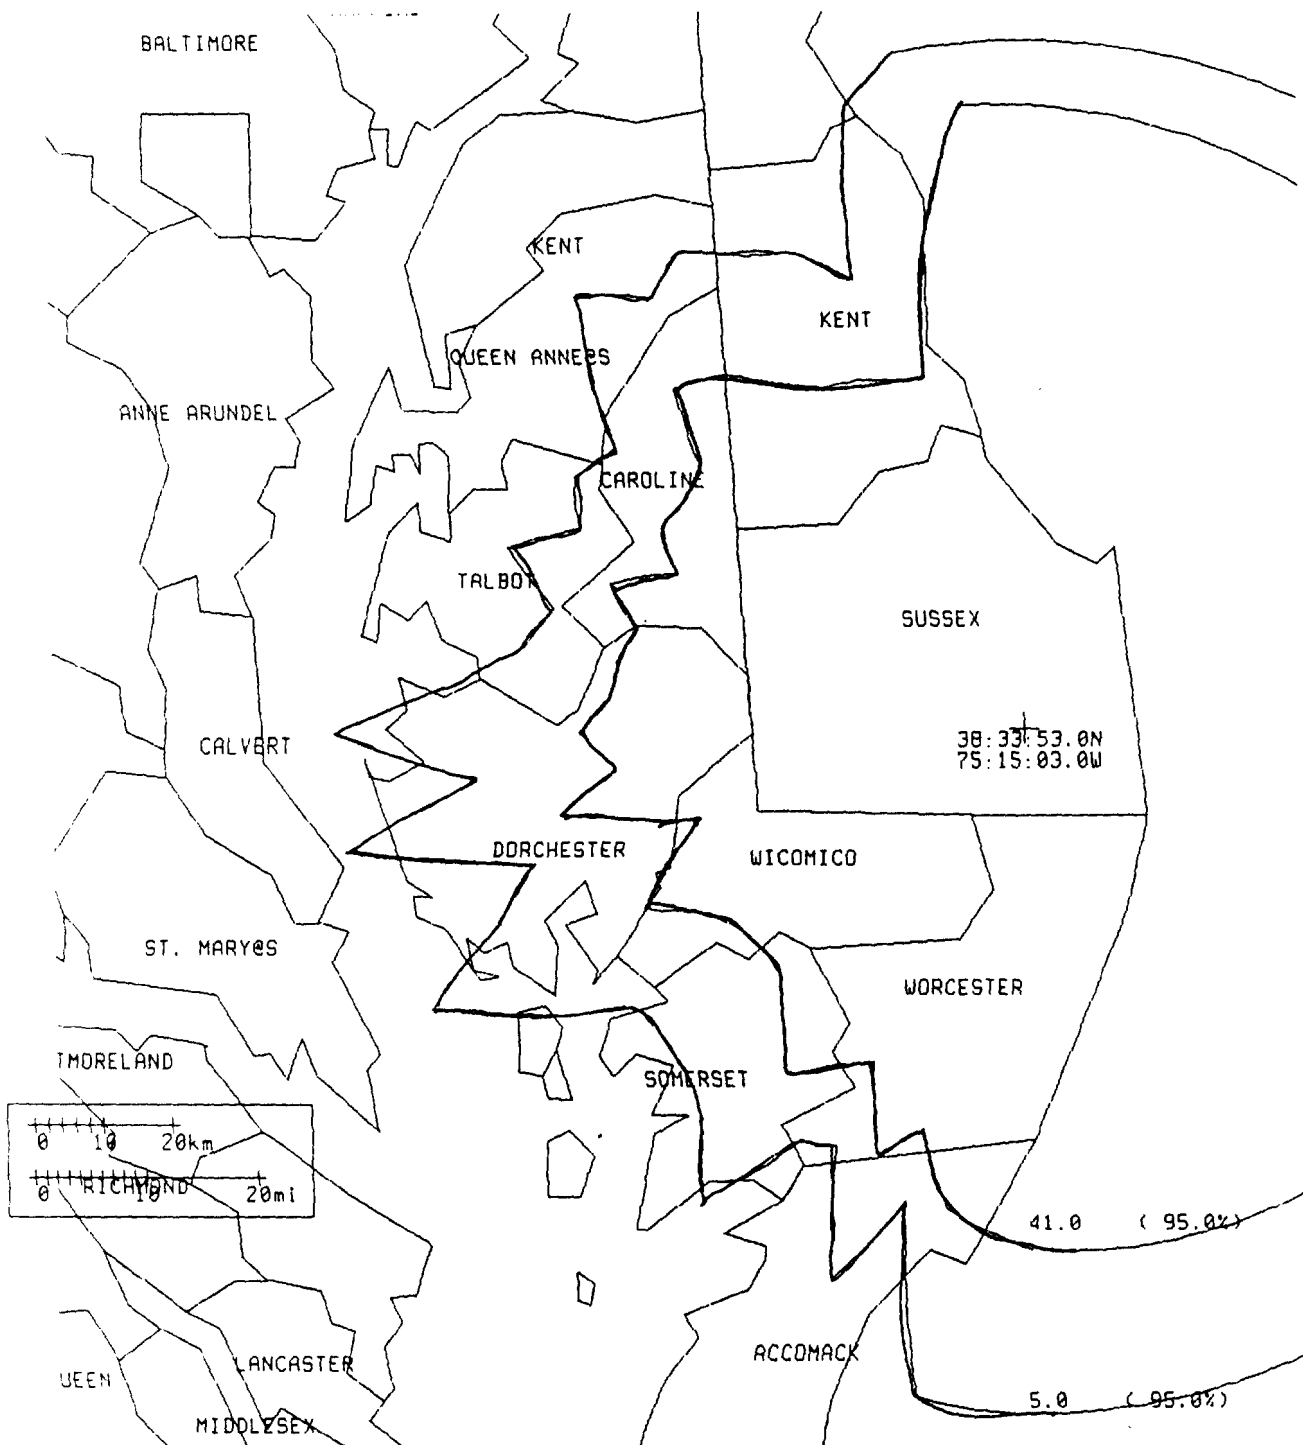 BALTIMORE
KENT
KENT
QUEEN ANNE@S
ANNE ARUNDEL
CAROLINE
TALBOT
SUSSEX
38:33:53.0N
75:15:03.0W
CALVERT
DORCHESTER
WICOMICO
ST. MARY@S
WORCESTER
TMORELAND
SOMERSET
0 10 20km
RICHMOND
0 10 20mi
41.0 ( 95.0%)
ACCOMACK
LANCASTER
UEEN
5.0 ( 95.0%)
MIDDLESEX